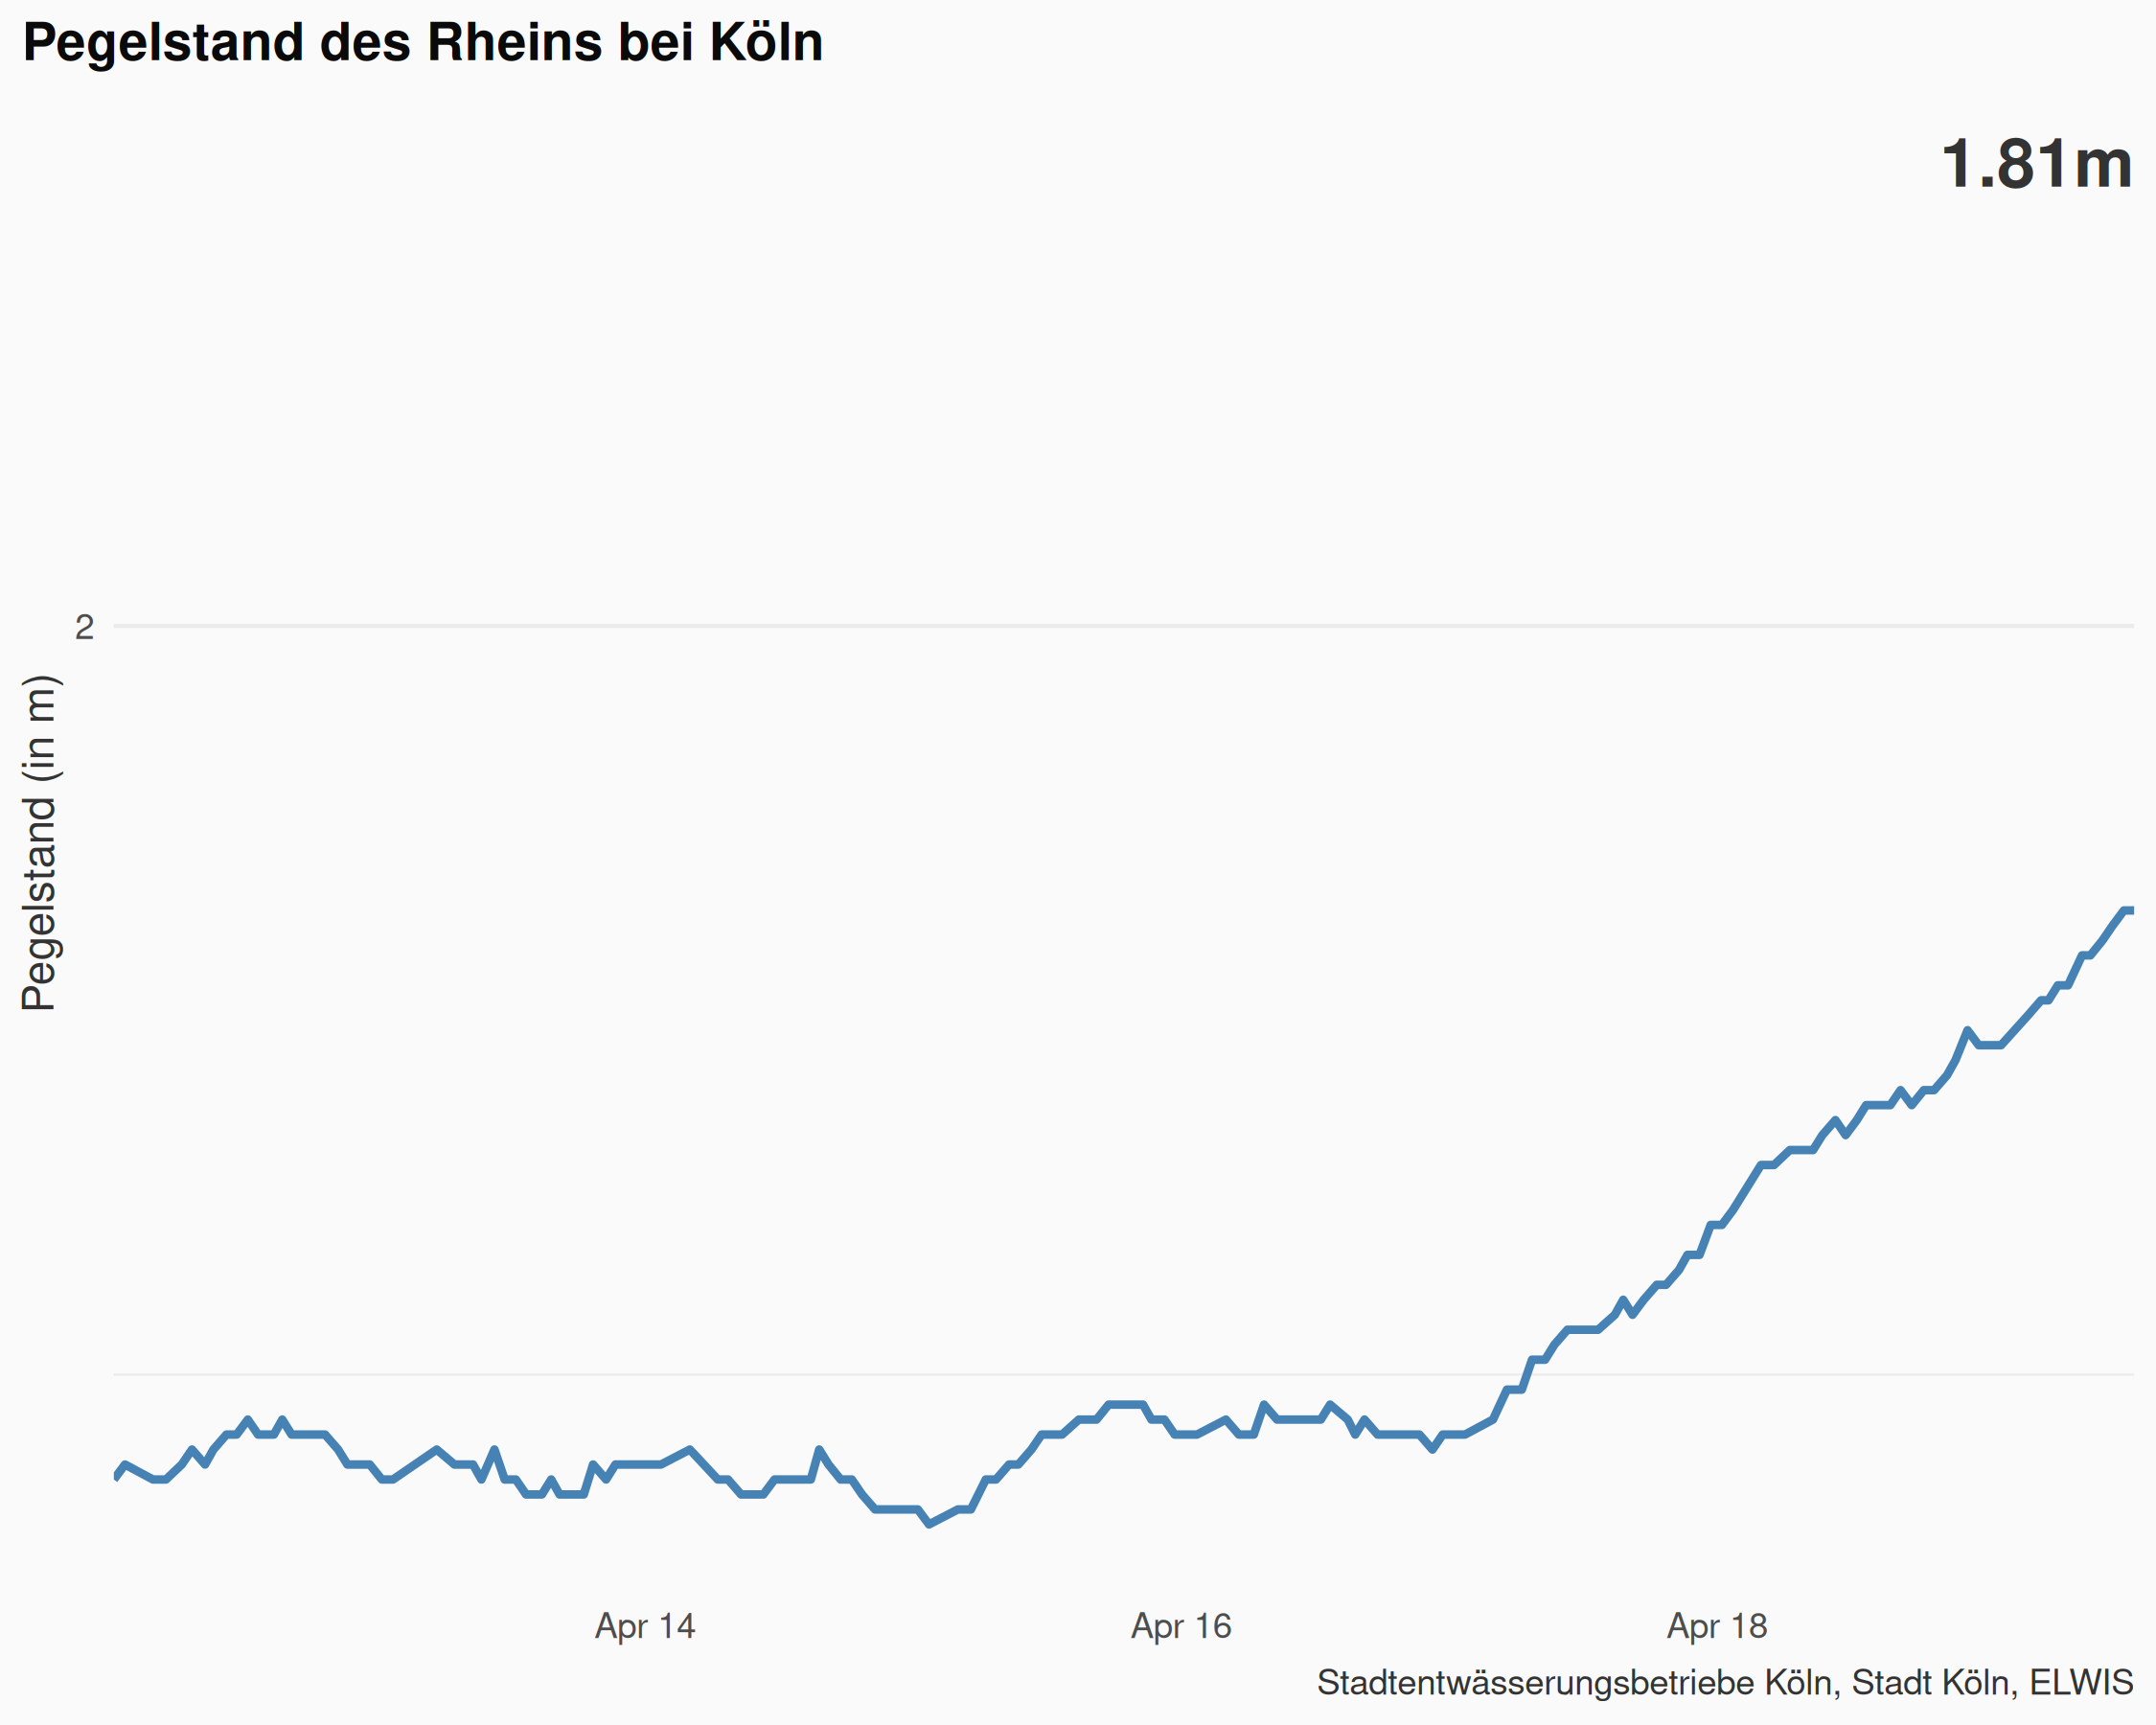 Pegelstand des Rheins bei Köln
1.81m
2
Pegelstand (in m)
Apr 14
Apr 16
Apr 18
Stadtentwässerungsbetriebe Köln, Stadt Köln, ELWIS